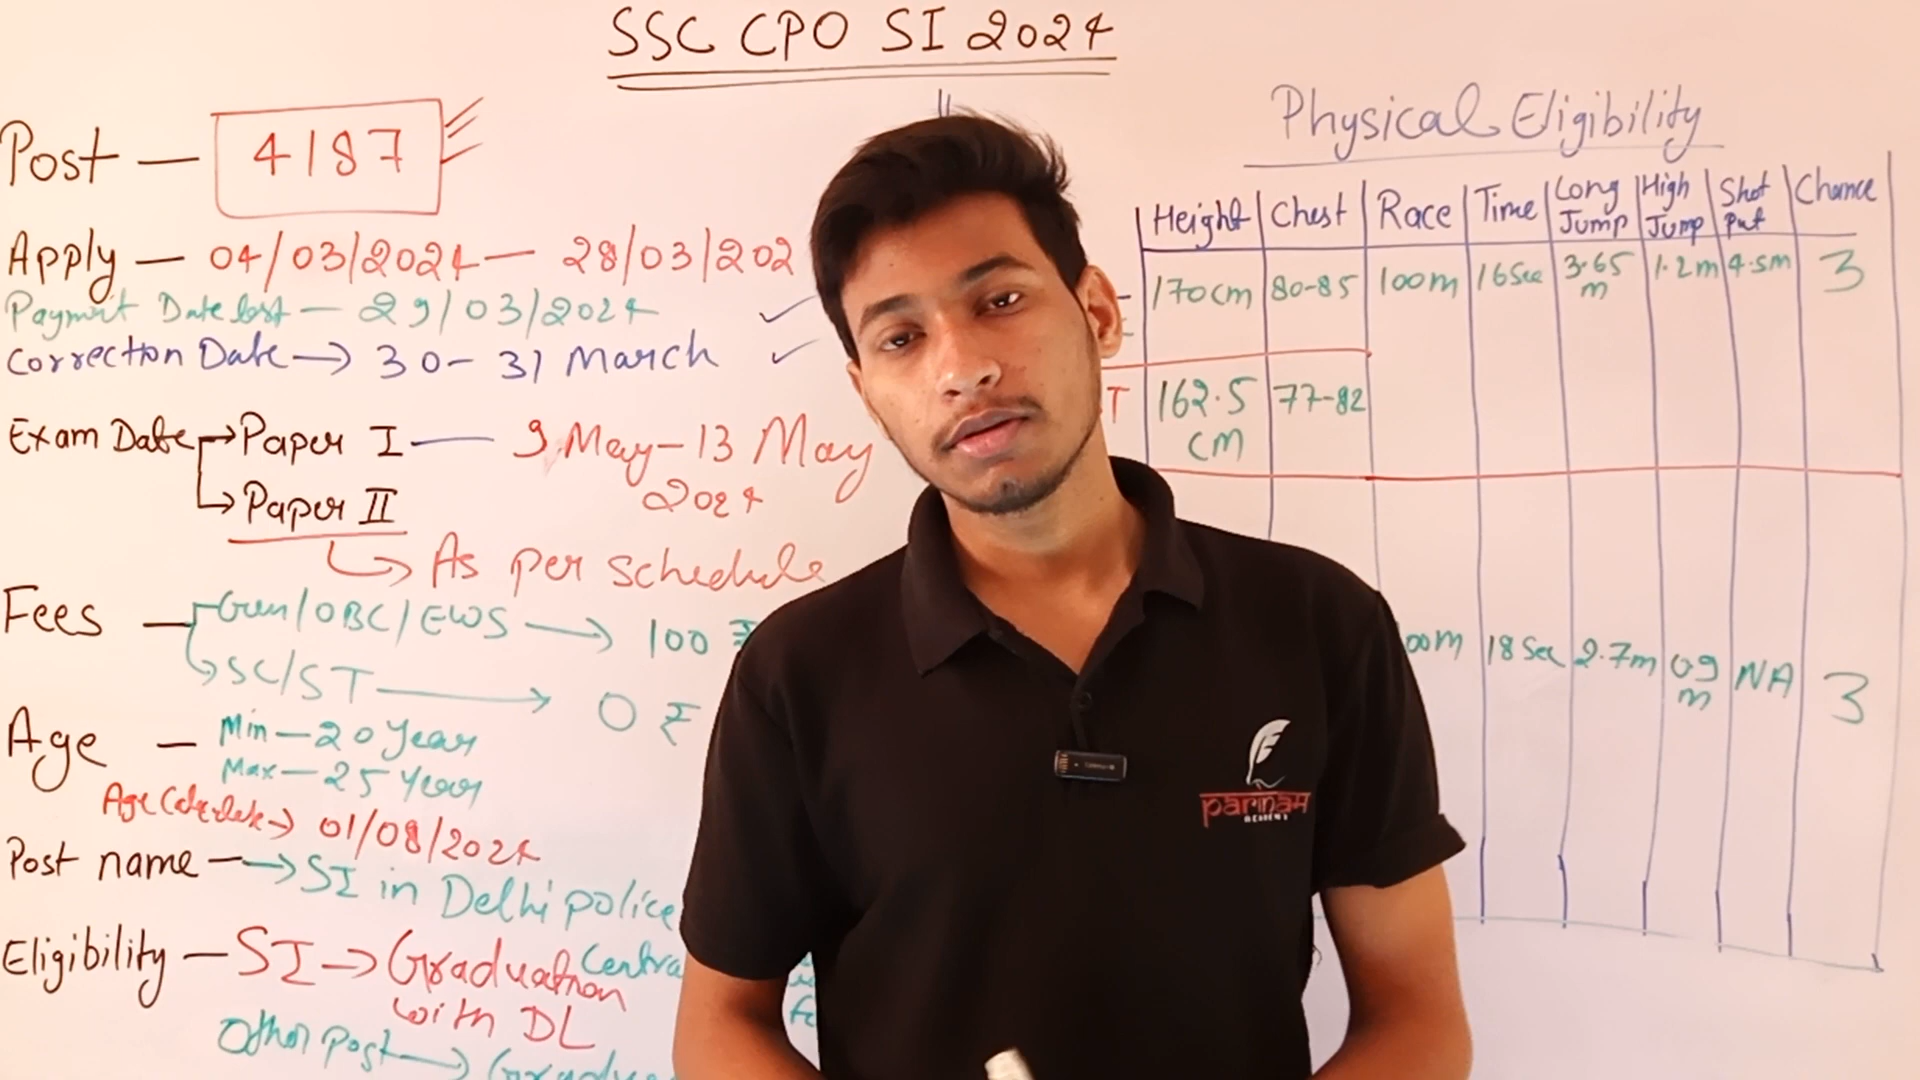 SSC CPO SI 2024
Post — 4187
Apply — 04/03/2024 — 28/03/202
Payment Date last — 29/03/2024
Correction Date → 30-31 March
Exam Date → Paper I — 9 May-13 May
2024
→ Paper II
→ As per schedule
Fees — Gen/OBC/EWS → 100 ₹
SC/ST → 0 ₹
Age — Min — 20 Year
Max — 25 Year
Age → 01/08/2024
Post name → SI in Delhi police
Central
Eligibility — SI → Graduation
with DL
Other post →
Physical Eligibility
Height Chest Race Time Long Jump High Jump Shot Put Chance
170cm 80-85 100m 16Sec 3.65 m 1.2m 4.5m 3
T 162.5 cm 77-82
00m 18 Sec 2.7m 0.9 m NA 3
parinaम
ACADEMY